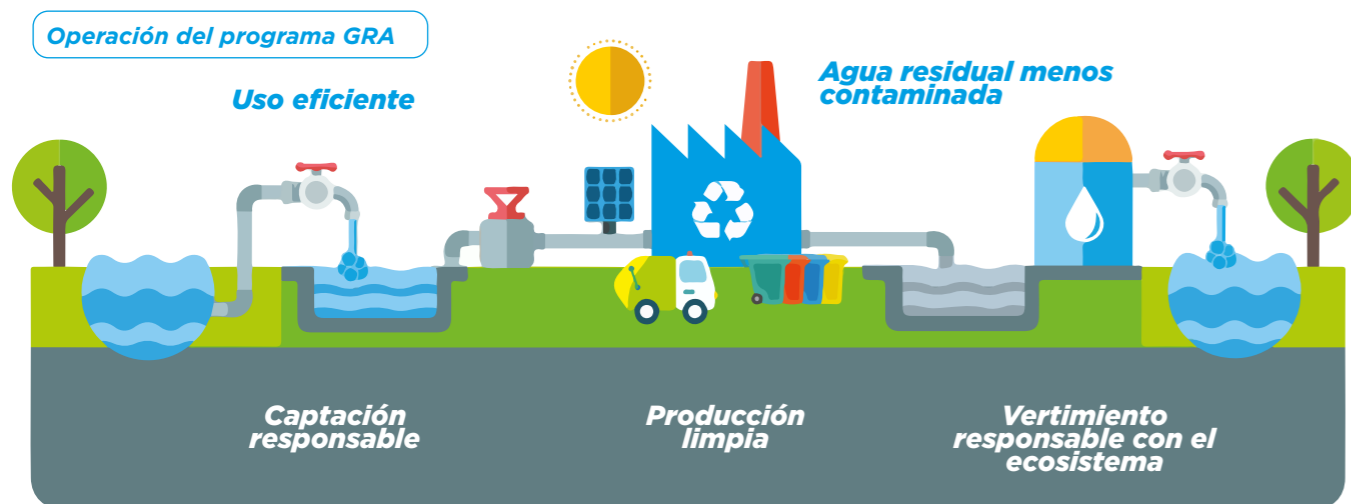 Operación del programa GRA
Uso eficiente
Agua residual menos
contaminada
Captación
responsable
Producción
limpia
Vertimiento
responsable con el
ecosistema